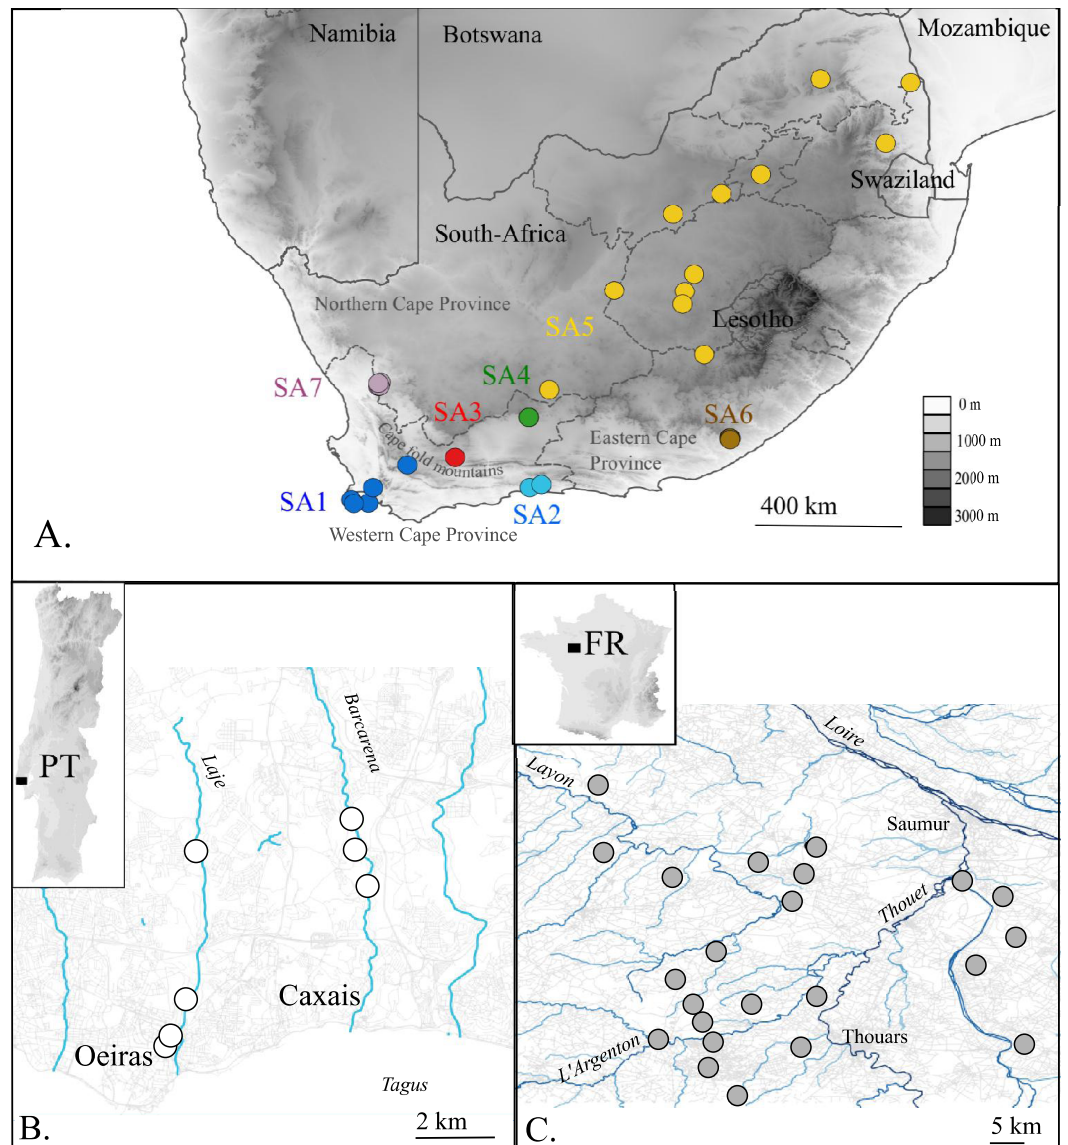 Namibia
Botswana
Mozambique
Swaziland
South-Africa
Northern Cape Province
SA5
Lesotho
SA7
SA4
SA3
SA6
Cape fold mountains
Eastern Cape
Province
SA1
SA2
Western Cape Province
400 km
0 m
1000 m
2000 m
3000 m
A.
PT
Laje
Barcarena
Caxais
Oeiras
Tagus
2 km
B.
FR
Loire
Layon
Saumur
Thouet
Thouars
L'Argenton
5 km
C.